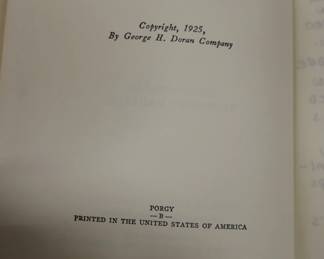 Copyright, 1925,
By George H. Doran Company
PORGY
—B—
PRINTED IN THE UNITED STATES OF AMERICA